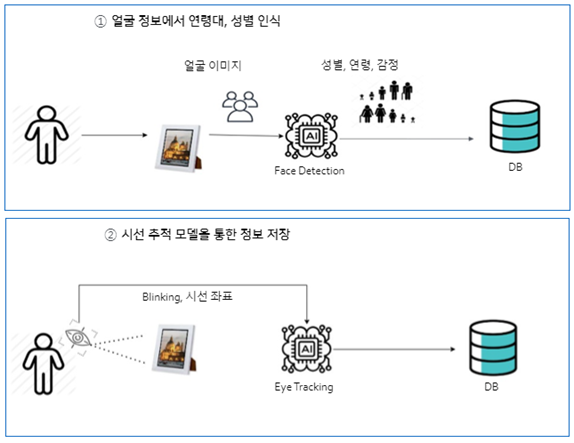 ① 얼굴 정보에서 연령대, 성별 인식
얼굴 이미지
성별, 연령, 감정
AI
Face Detection
DB
② 시선 추적 모델을 통한 정보 저장
Blinking, 시선 좌표
AI
Eye Tracking
DB